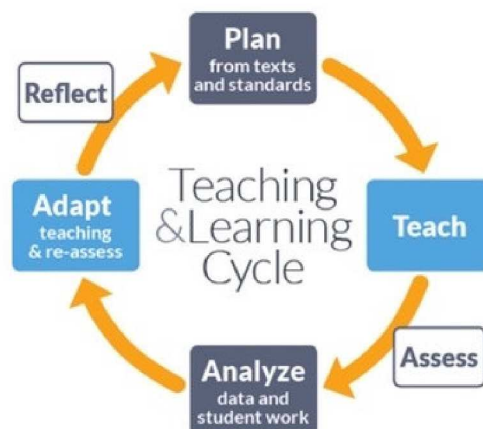 Plan
from texts
and standards
Reflect
Teaching
&Learning
Cycle
Adapt
teaching
& re-assess
Teach
Assess
Analyze
data and
student work